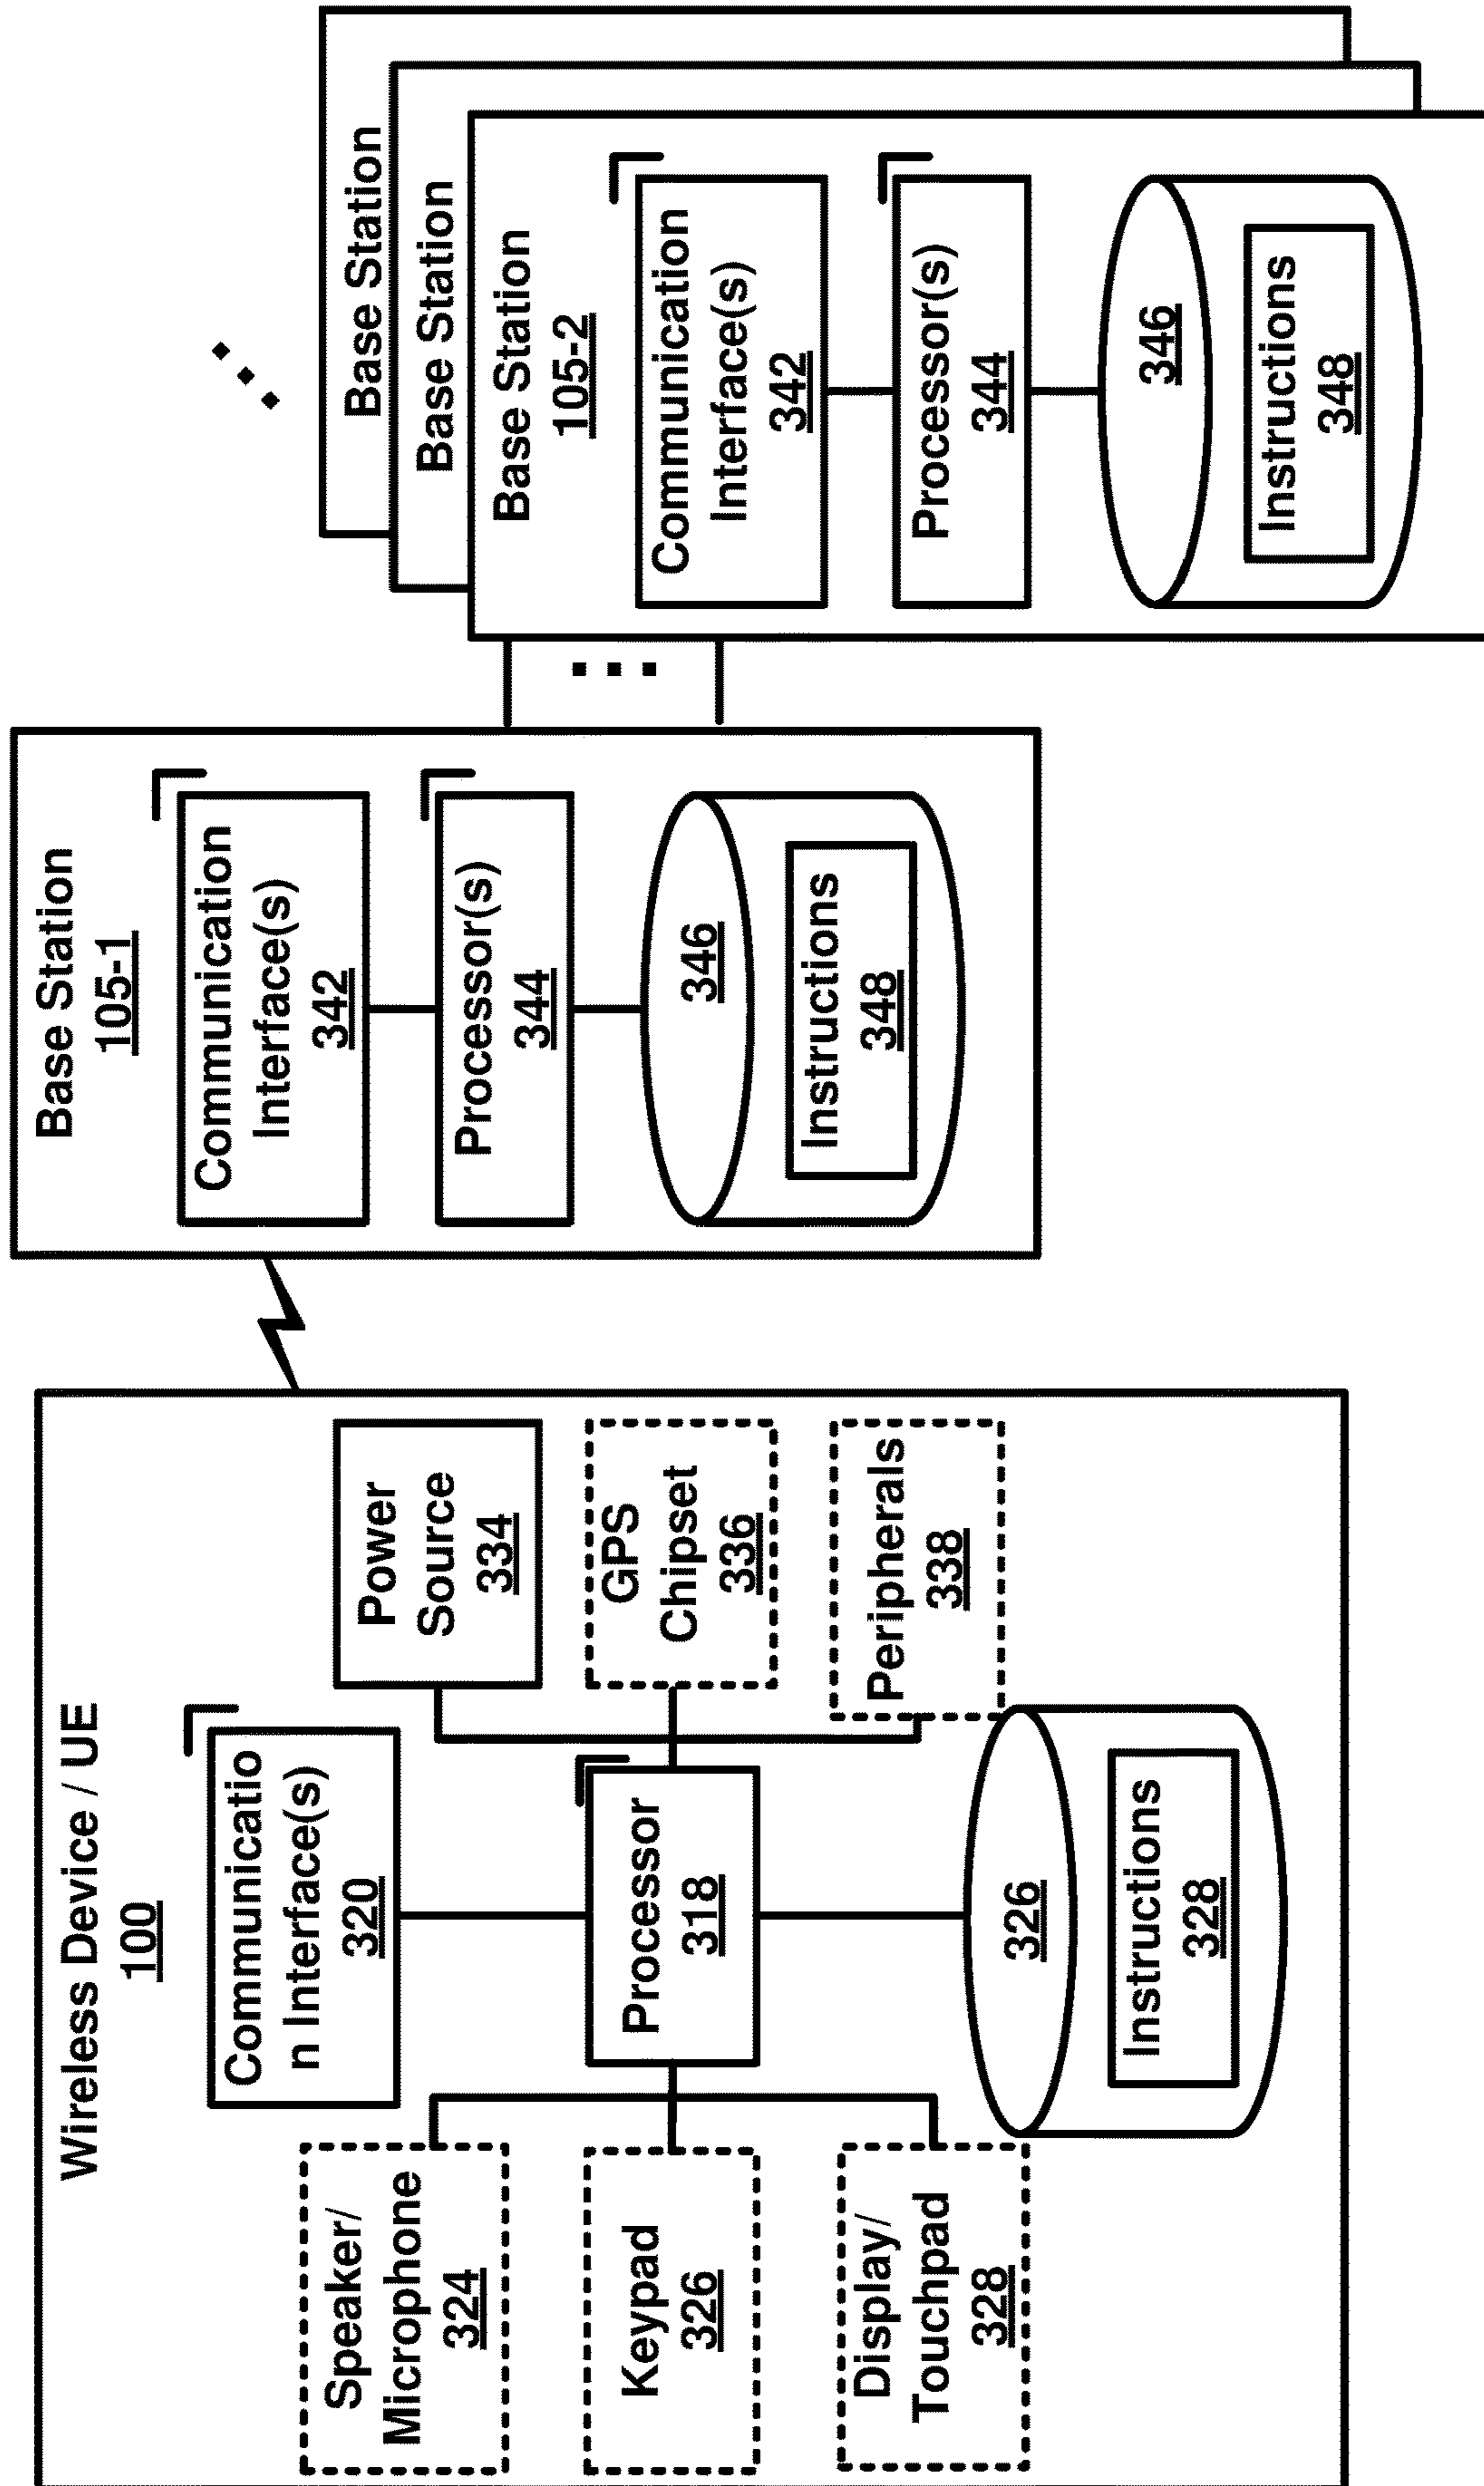 Wireless Device / UE
100
Speaker/
Microphone
324
Keypad
326
Display/
Touchpad
328
Communicatio
n Interface(s)
320
Processor
318
326
Instructions
328
Power
Source
334
GPS
Chipset
336
Peripherals
338
Base Station
105-1
Communication
Interface(s)
342
Processor(s)
344
346
Instructions
348
Base Station
Base Station
Base Station
105-2
Communication
Interface(s)
342
Processor(s)
344
346
Instructions
348